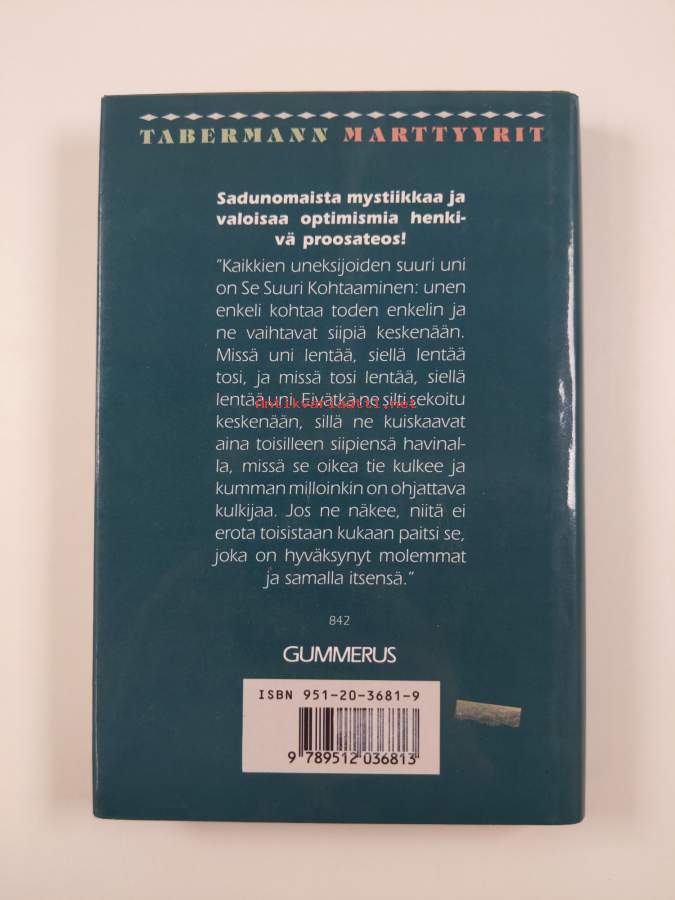 TABERMANN MARTTYYRIT
Sadunomaista mystiikkaa ja
valoisaa optimismia henki-
vä proosateos!
"Kaikkien uneksijoiden suuri uni
on Se Suuri Kohtaaminen: unen
enkeli kohtaa toden enkelin ja
ne vaihtavat siipiä keskenään.
Missä uni lentää, siellä lentää
tosi, ja missä tosi lentää, siellä
lentää uni. Eivätkä ne silti sekoitu
Antikvariaatti.net
keskenään, sillä ne kuiskaavat
aina toisilleen siipiensä havinal-
la, missä se oikea tie kulkee ja
kumman milloinkin on ohjattava
kulkijaa. Jos ne näkee, niitä ei
erota toisistaan kukaan paitsi se,
joka on hyväksynyt molemmat
ja samalla itsensä."
842
GUMMERUS
ISBN 951-20-3681-9
9 789512 036813